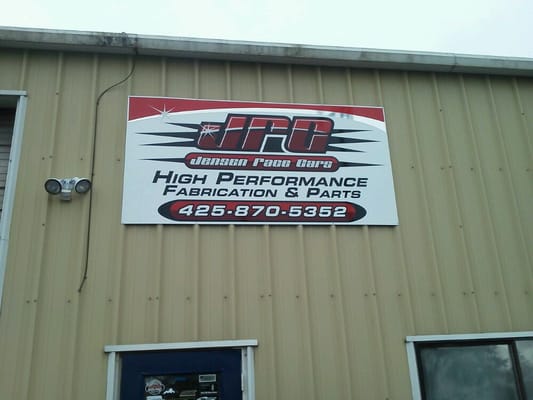 JRC
Jensen Race Cars
High Performance
Fabrication & Parts
425-870-5352